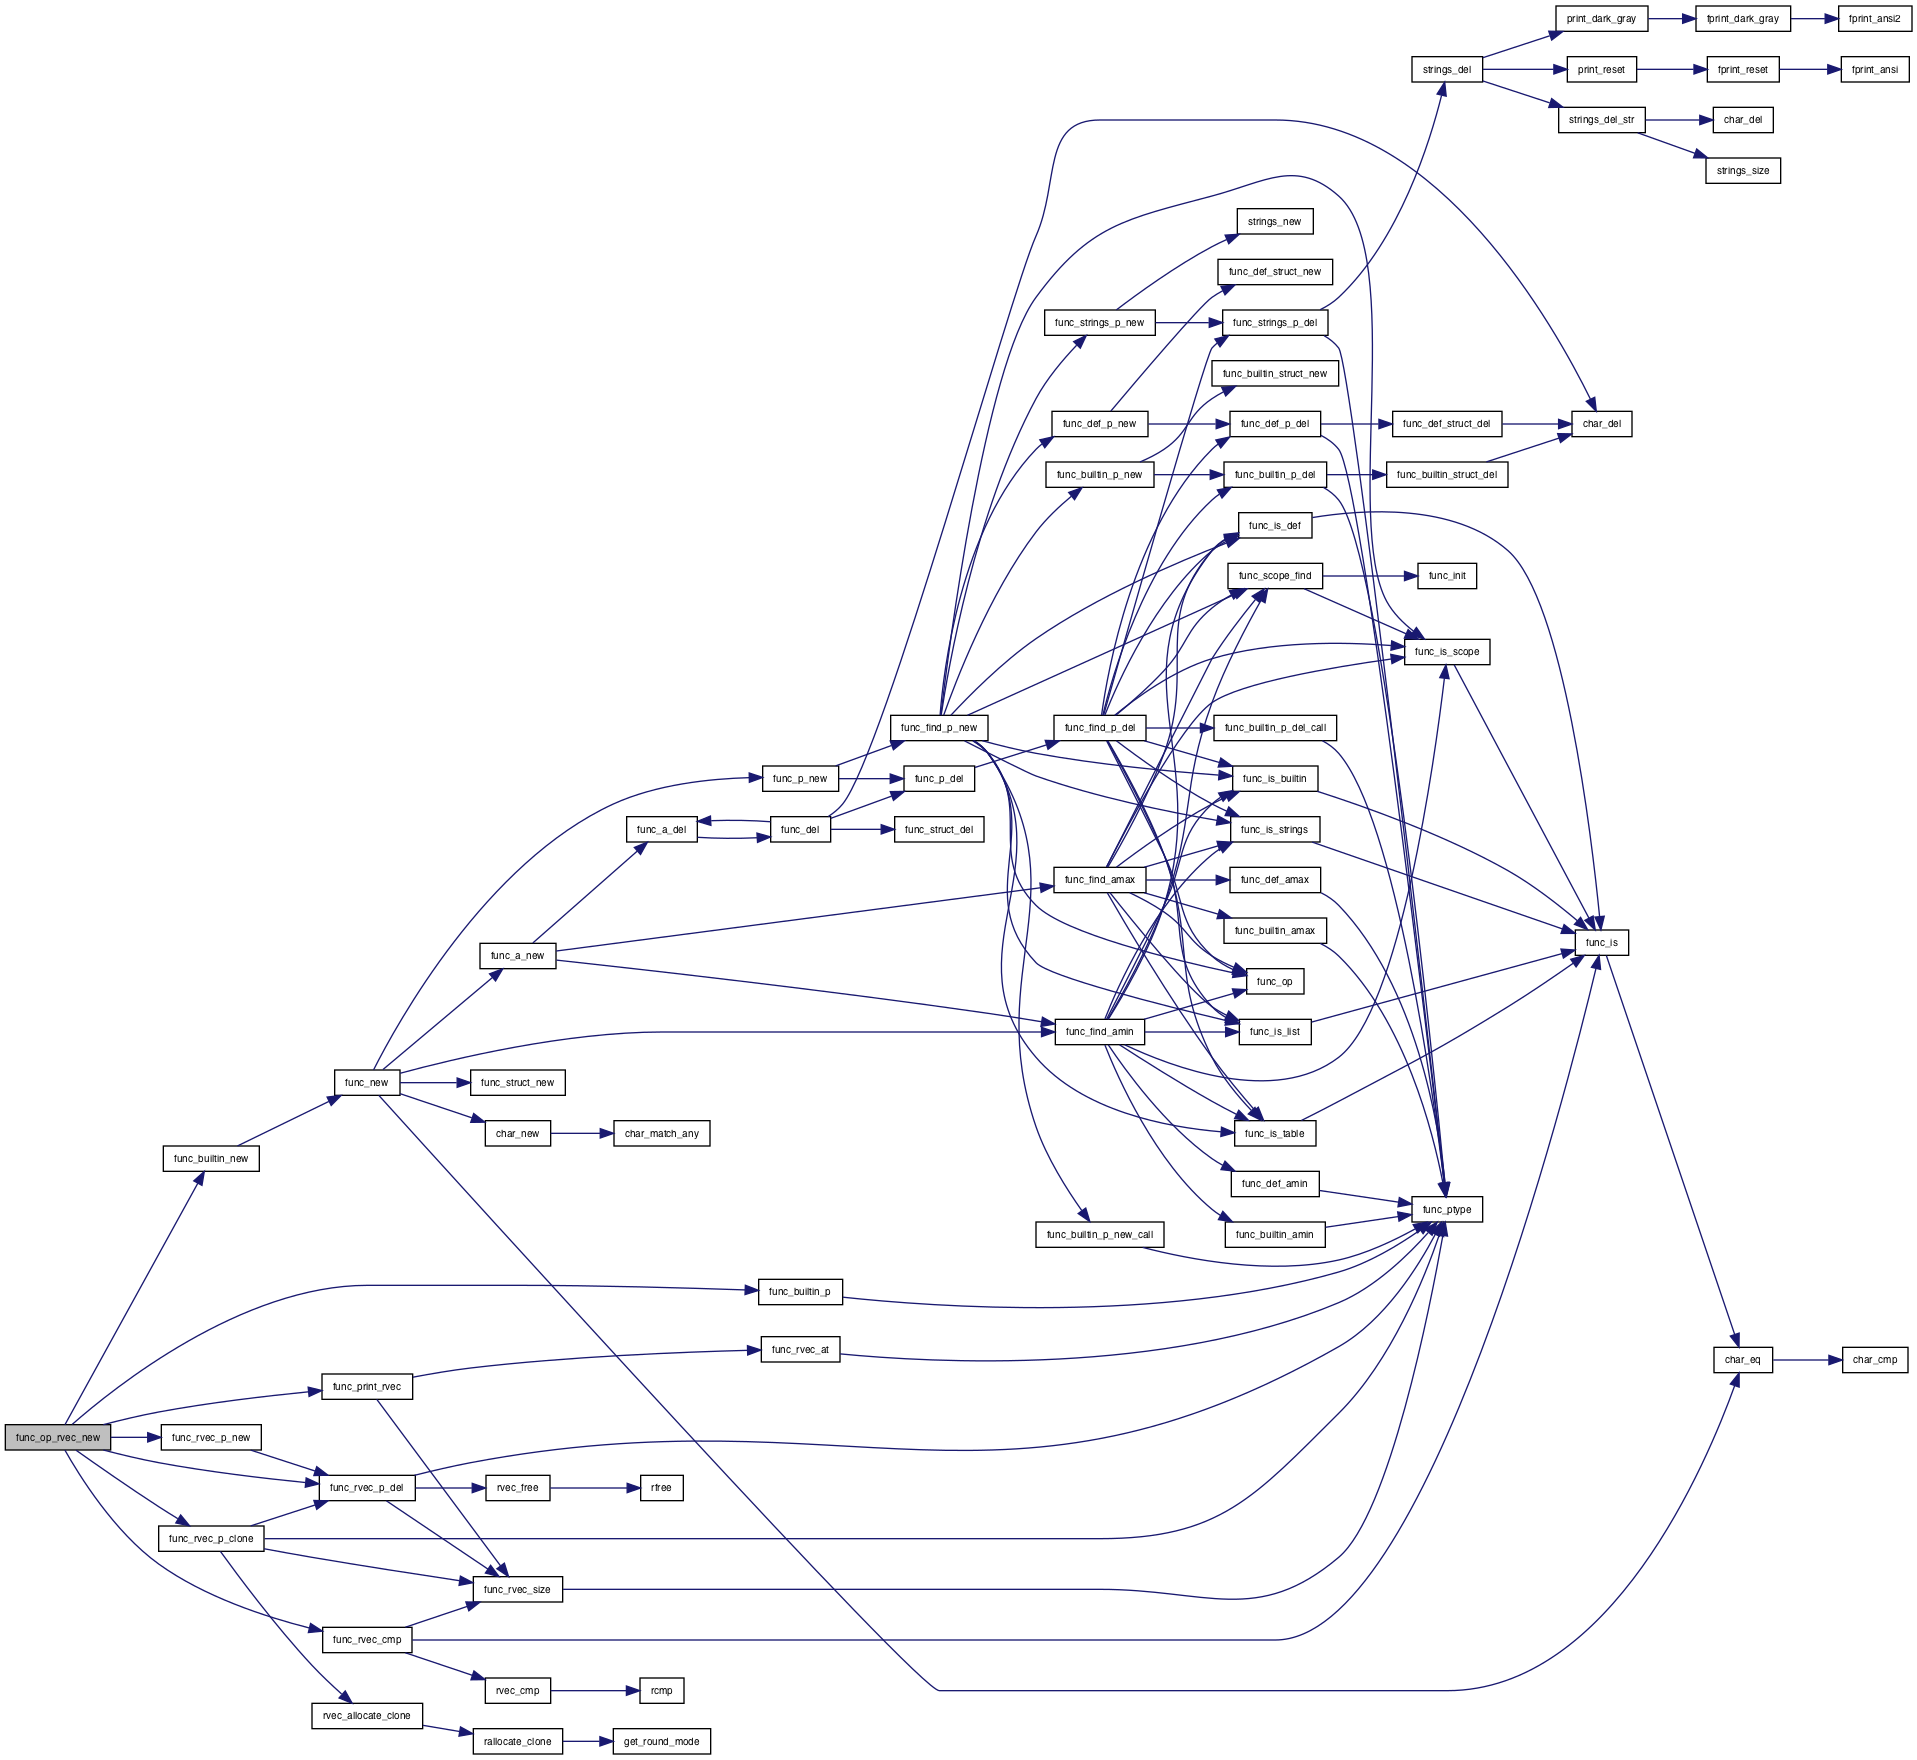 print_dark_gray
fprint_dark_gray
fprint_ansi2
strings_del
print_reset
fprint_reset
fprint_ansi
strings_del_str
char_del
strings_size
strings_new
func_def_struct_new
func_strings_p_new
func_strings_p_del
func_builtin_struct_new
func_def_p_new
func_def_p_del
func_def_struct_del
char_del
func_builtin_p_new
func_builtin_p_del
func_builtin_struct_del
func_is_def
func_scope_find
func_init
func_is_scope
func_find_p_new
func_find_p_del
func_builtin_p_del_call
func_p_new
func_p_del
func_is_builtin
func_a_del
func_del
func_struct_del
func_is_strings
func_find_amax
func_def_amax
func_builtin_amax
func_is
func_a_new
func_op
func_find_amin
func_is_list
func_new
func_struct_new
char_new
char_match_any
func_is_table
func_builtin_new
func_def_amin
func_ptype
func_builtin_p_new_call
func_builtin_amin
func_builtin_p
func_rvec_at
char_eq
char_cmp
func_print_rvec
func_op_rvec_new
func_rvec_p_new
func_rvec_p_del
rvec_free
rfree
func_rvec_p_clone
func_rvec_size
func_rvec_cmp
rvec_cmp
rcmp
rvec_allocate_clone
rallocate_clone
get_round_mode